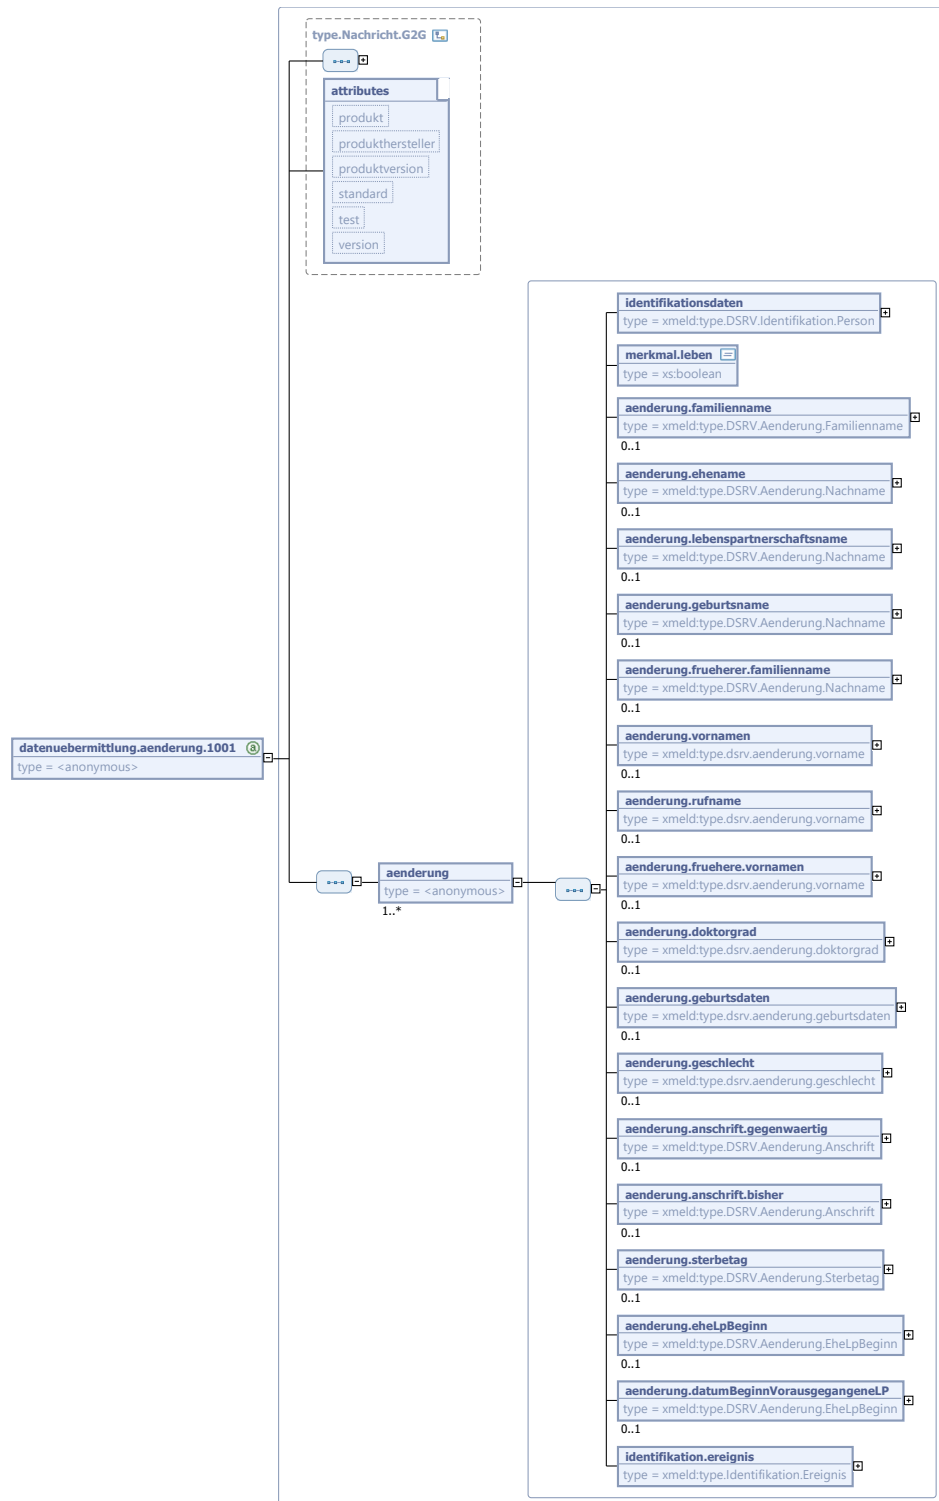 type.Nachricht.G2G
attributes
produkt
produkthersteller
produktversion
standard
test
version
identifikationsdaten
type = xmeld:type.DSRV.Identifikation.Person
merkmal.leben
type = xs:boolean
aenderung.familienname
type = xmeld:type.DSRV.Aenderung.Familienname
0..1
aenderung.ehename
type = xmeld:type.DSRV.Aenderung.Nachname
0..1
aenderung.lebenspartnerschaftsname
type = xmeld:type.DSRV.Aenderung.Nachname
0..1
aenderung.geburtsname
type = xmeld:type.DSRV.Aenderung.Nachname
0..1
aenderung.frueherer.familienname
type = xmeld:type.DSRV.Aenderung.Nachname
0..1
datenuebermittlung.aenderung.1001 a
type = <anonymous>
aenderung.vornamen
type = xmeld:type.dsrv.aenderung.vorname
0..1
aenderung.rufname
type = xmeld:type.dsrv.aenderung.vorname
0..1
aenderung
type = <anonymous>
1..*
aenderung.fruehere.vornamen
type = xmeld:type.dsrv.aenderung.vorname
0..1
aenderung.doktorgrad
type = xmeld:type.dsrv.aenderung.doktorgrad
0..1
aenderung.geburtsdaten
type = xmeld:type.dsrv.aenderung.geburtsdaten
0..1
aenderung.geschlecht
type = xmeld:type.dsrv.aenderung.geschlecht
0..1
aenderung.anschrift.gegenwaertig
type = xmeld:type.DSRV.Aenderung.Anschrift
0..1
aenderung.anschrift.bisher
type = xmeld:type.DSRV.Aenderung.Anschrift
0..1
aenderung.sterbetag
type = xmeld:type.DSRV.Aenderung.Sterbetag
0..1
aenderung.eheLpBeginn
type = xmeld:type.DSRV.Aenderung.EheLpBeginn
0..1
aenderung.datumBeginnVorausgegangeneLP
type = xmeld:type.DSRV.Aenderung.EheLpBeginn
0..1
identifikation.ereignis
type = xmeld:type.Identifikation.Ereignis